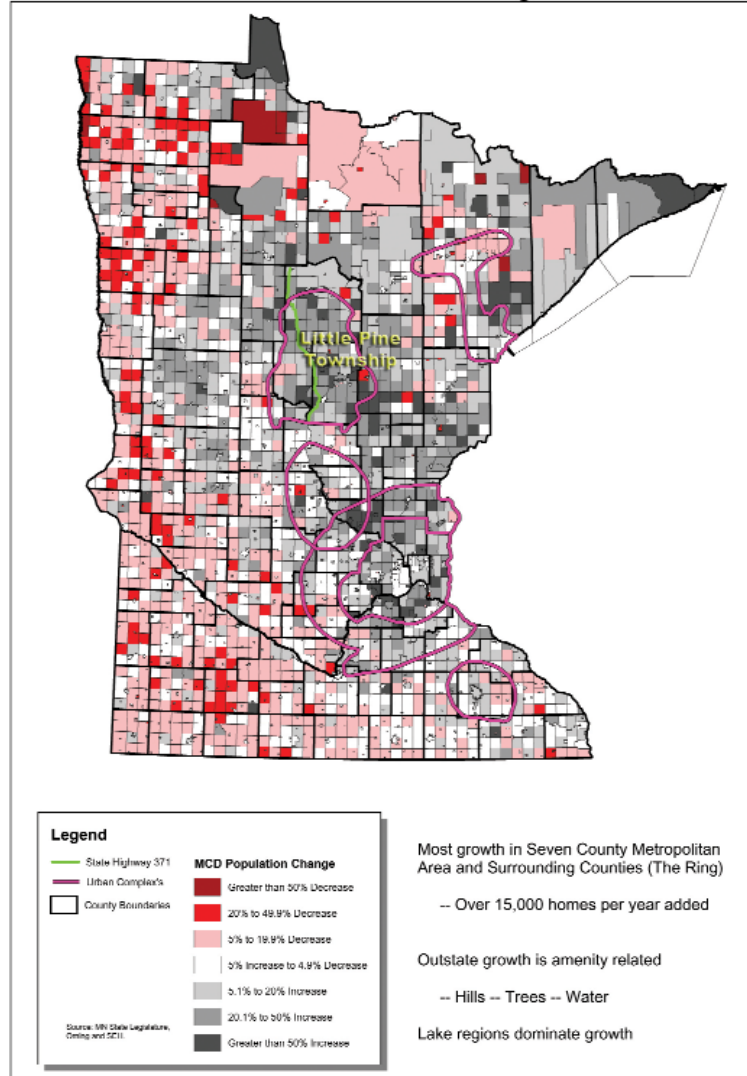 Little Pine
Township
Legend
State Highway 371
Urban Complex's
County Boundaries
MCD Population Change
Greater than 50% Decrease
20% to 49.9% Decrease
5% to 19.9% Decrease
5% Increase to 4.9% Decrease
5.1% to 20% Increase
20.1% to 50% Increase
Greater than 50% Increase
Source: MN State Legislature,
and SEH.
Most growth in Seven County Metropolitan
Area and Surrounding Counties (The Ring)
-- Over 15,000 homes per year added
Outstate growth is amenity related
-- Hills -- Trees -- Water
Lake regions dominate growth